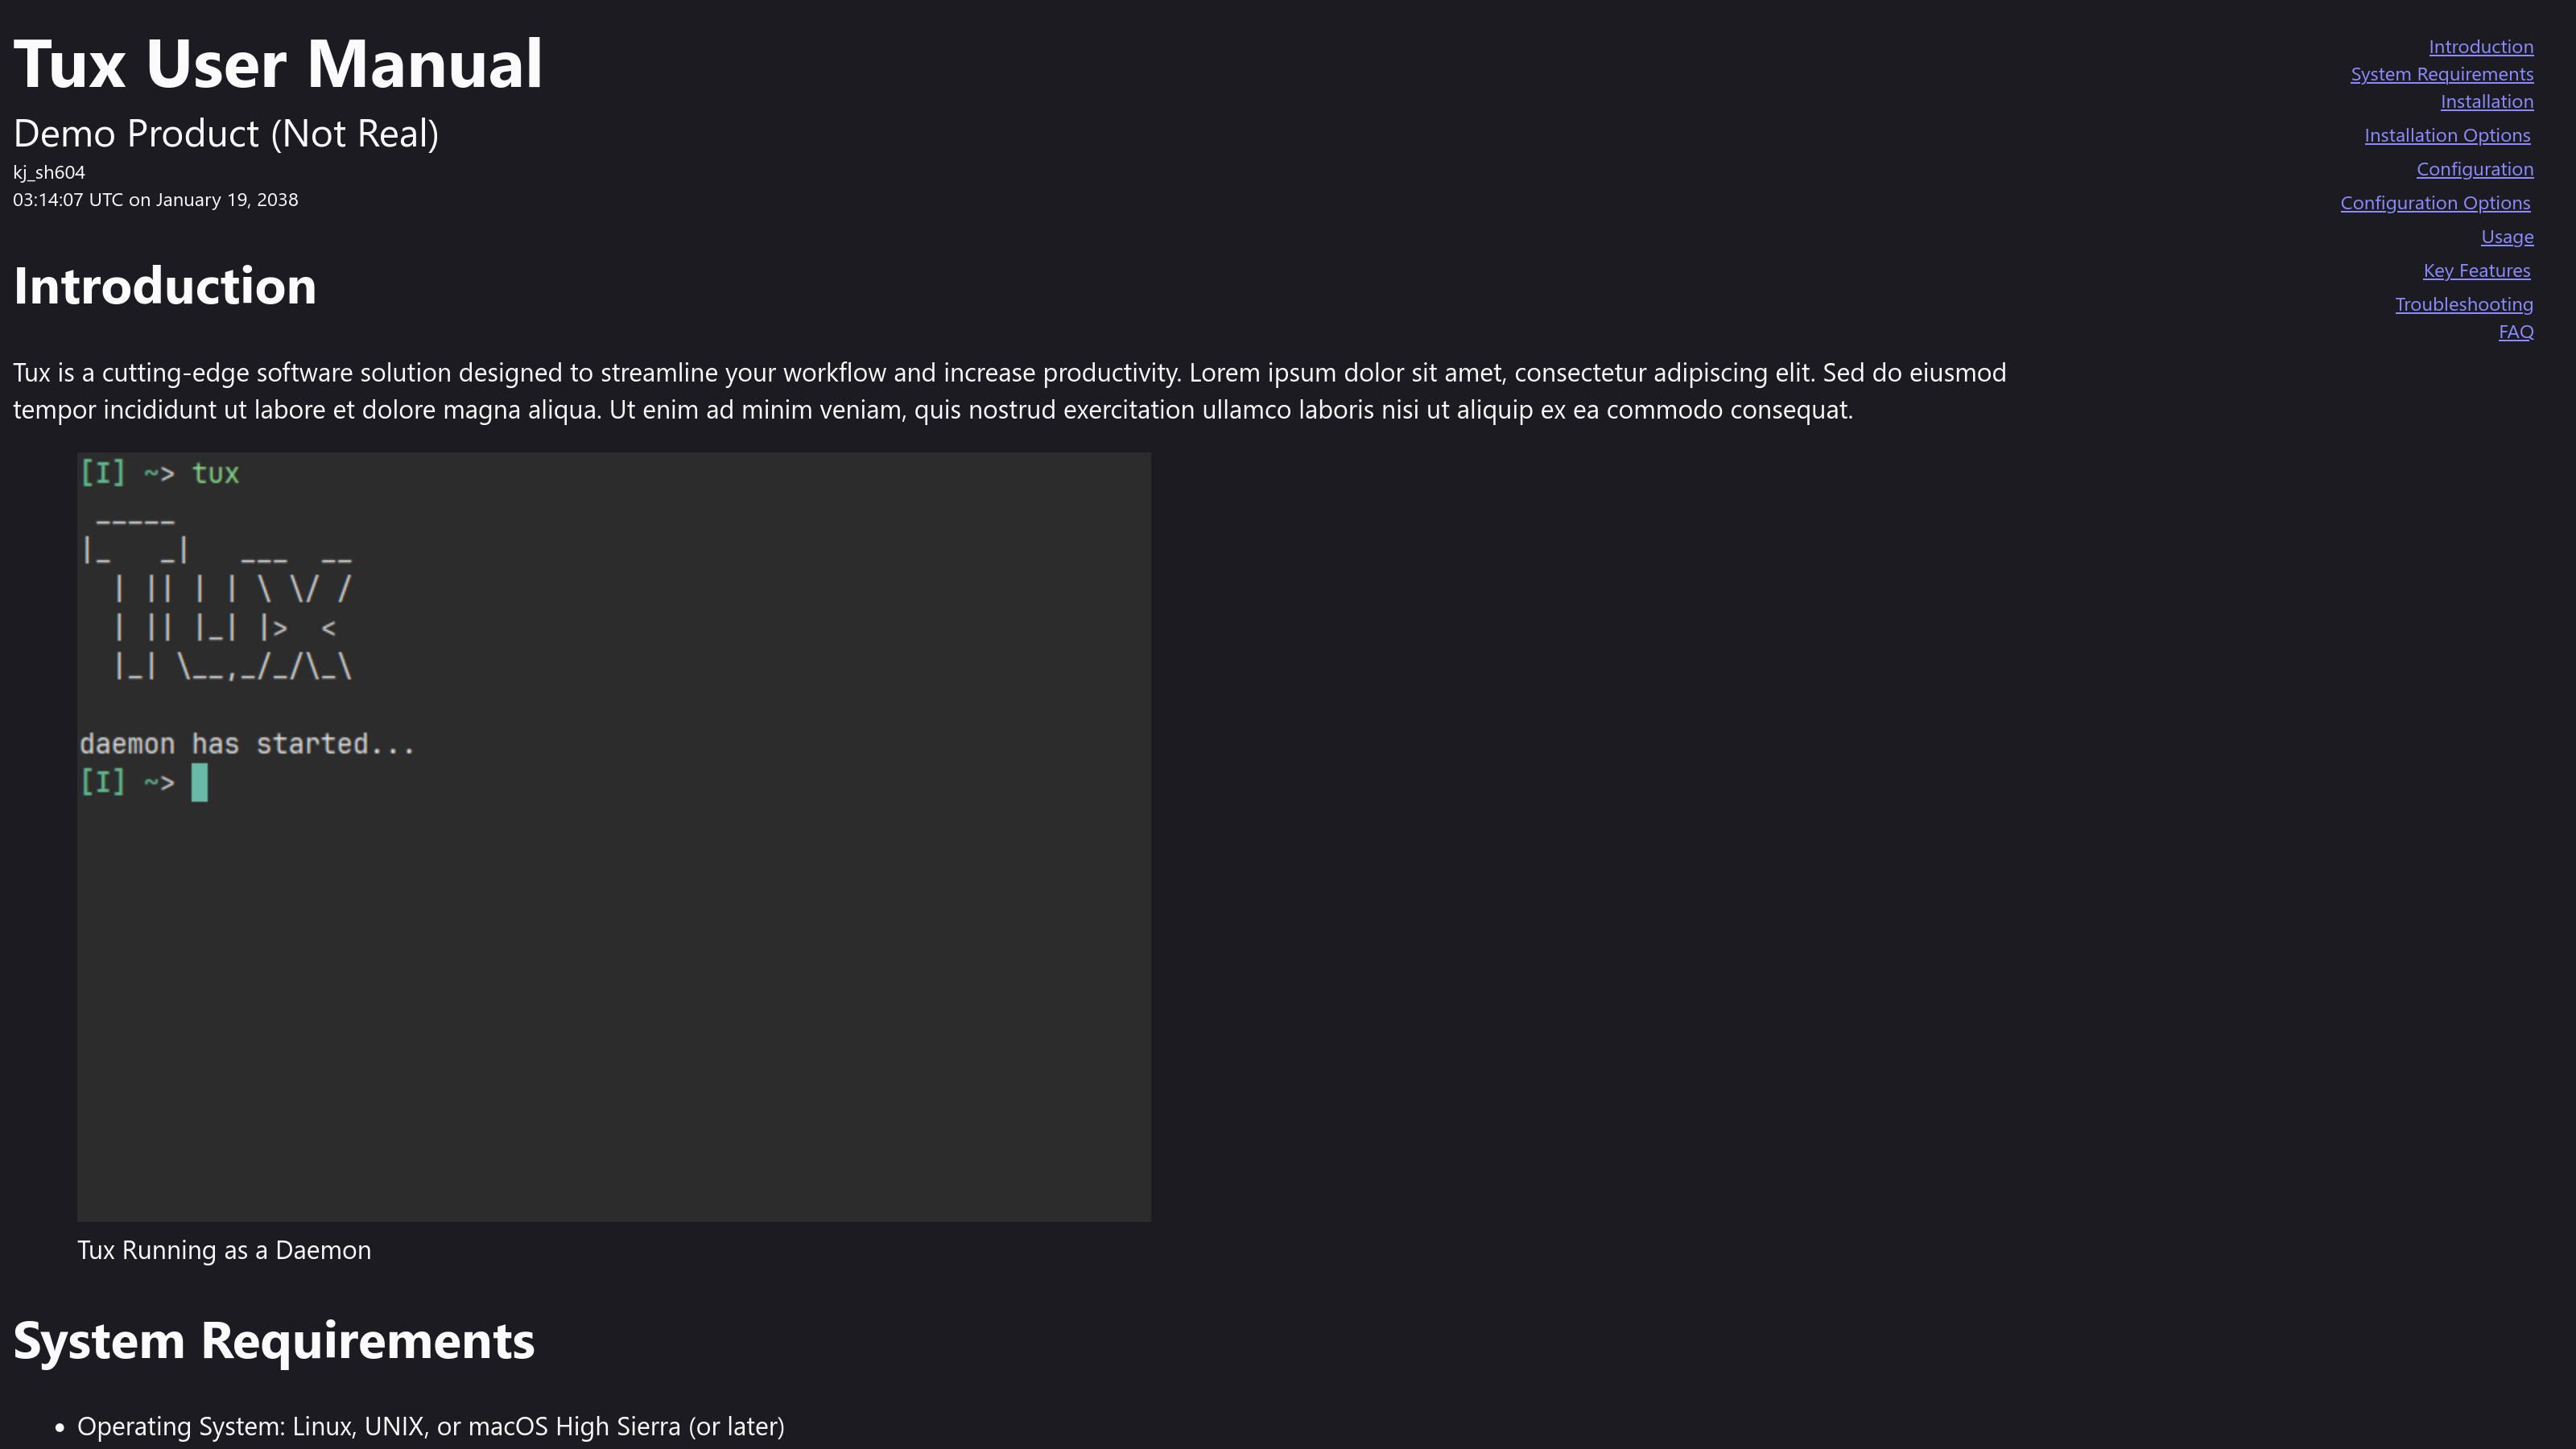 Tux User Manual
Demo Product (Not Real)
kj_sh604
03:14:07 UTC on January 19, 2038
Introduction
System Requirements
Installation
Installation Options
Configuration
Configuration Options
Usage
Key Features
Troubleshooting
FAQ
Introduction
Tux is a cutting-edge software solution designed to streamline your workflow and increase productivity. Lorem ipsum dolor sit amet, consectetur adipiscing elit. Sed do eiusmod
tempor incididunt ut labore et dolore magna aliqua. Ut enim ad minim veniam, quis nostrud exercitation ullamco laboris nisi ut aliquip ex ea commodo consequat.
[I] ~> tux
 _____
|_   _|   ___  __
  | || | | \ \/ /
  | || |_| |>  <
  |_| \__,_/_/\_\
daemon has started...
[I] ~>
Tux Running as a Daemon
System Requirements
• Operating System: Linux, UNIX, or macOS High Sierra (or later)